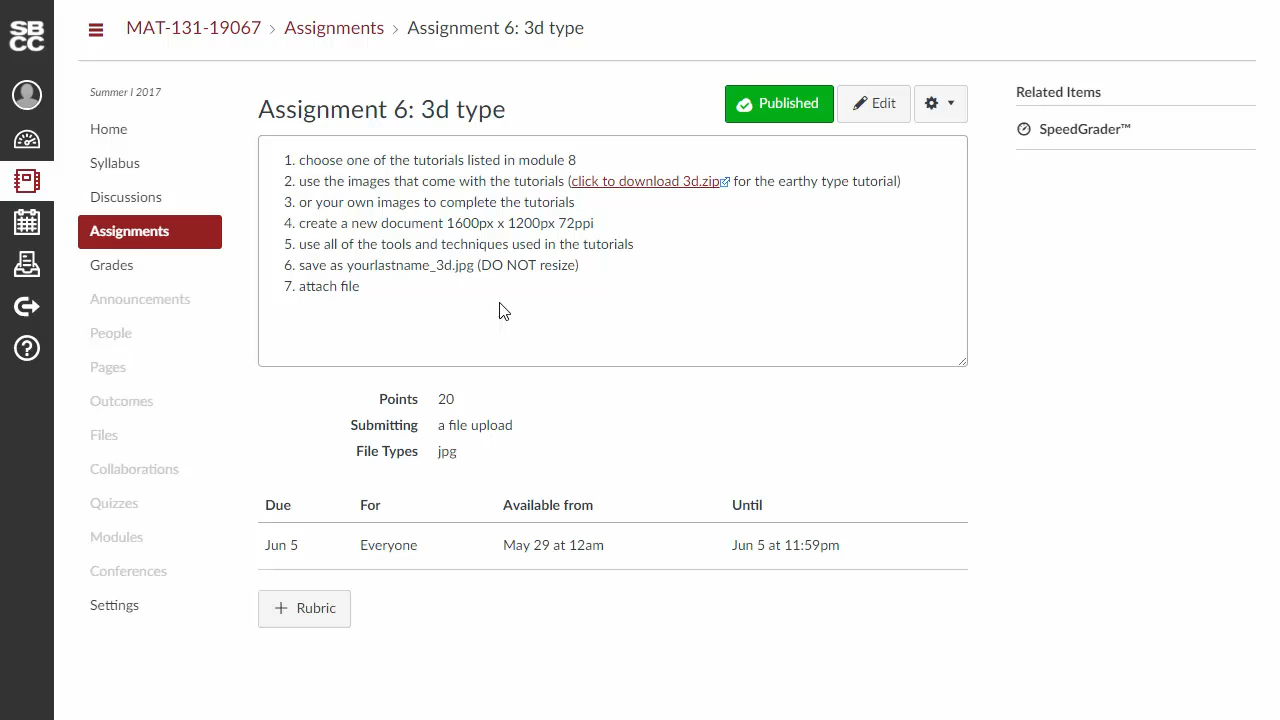 SB
CC
MAT-131-19067 › Assignments › Assignment 6: 3d type
Summer I 2017
Home
Syllabus
Discussions
Assignments
Grades
Announcements
People
Pages
Outcomes
Files
Collaborations
Quizzes
Modules
Conferences
Settings
Assignment 6: 3d type
Published
Edit
1. choose one of the tutorials listed in module 8
2. use the images that come with the tutorials (click to download 3d.zip for the earthy type tutorial)
3. or your own images to complete the tutorials
4. create a new document 1600px x 1200px 72ppi
5. use all of the tools and techniques used in the tutorials
6. save as yourlastname_3d.jpg (DO NOT resize)
7. attach file
Points 20
Submitting a file upload
File Types jpg
Due For Available from Until
Jun 5 Everyone May 29 at 12am Jun 5 at 11:59pm
+ Rubric
Related Items
SpeedGrader™